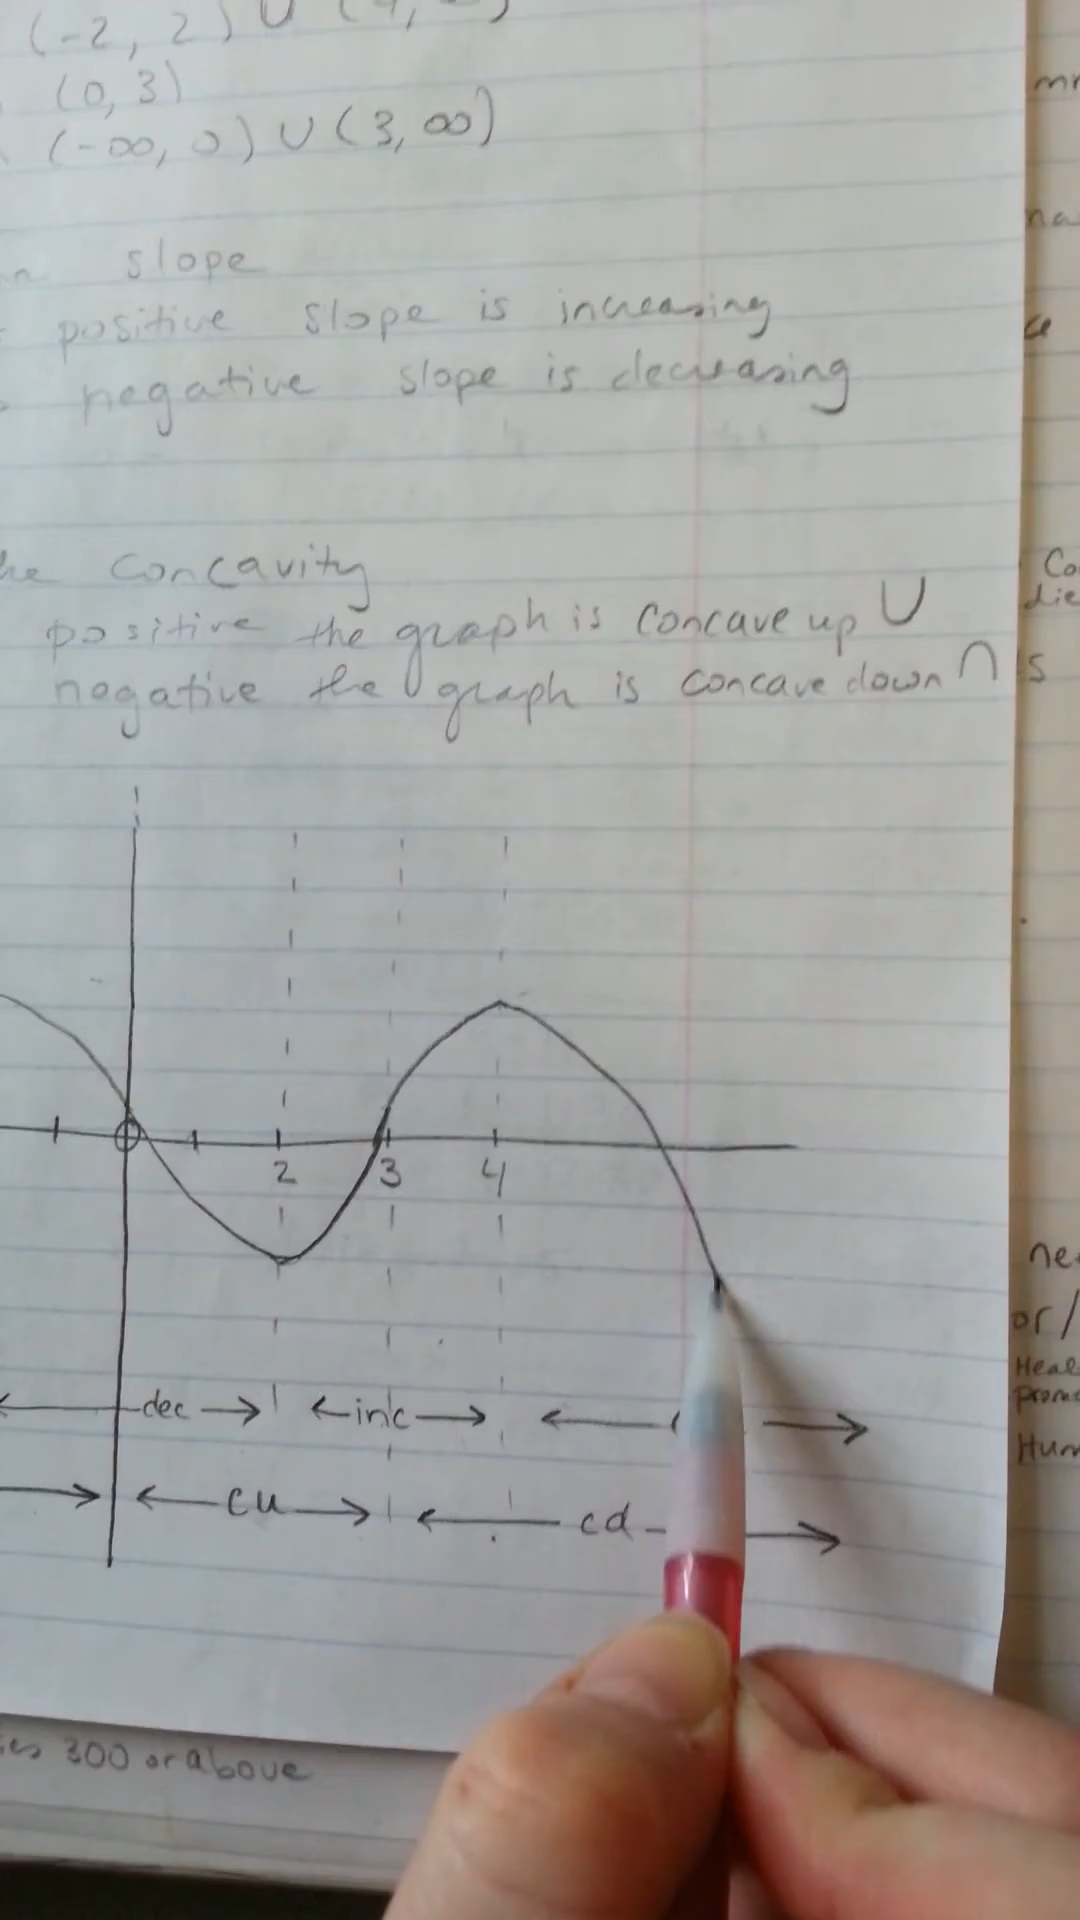 (-2, 2) ∪ (4,
(0, 3)
(-∞, 0) ∪ (3, ∞)
slope
positive slope is increasing
negative slope is decreasing
concavity
positive the graph is concave up ∪
negative the graph is concave down ∩
2 3 4
dec inc
cu cd
300 or above